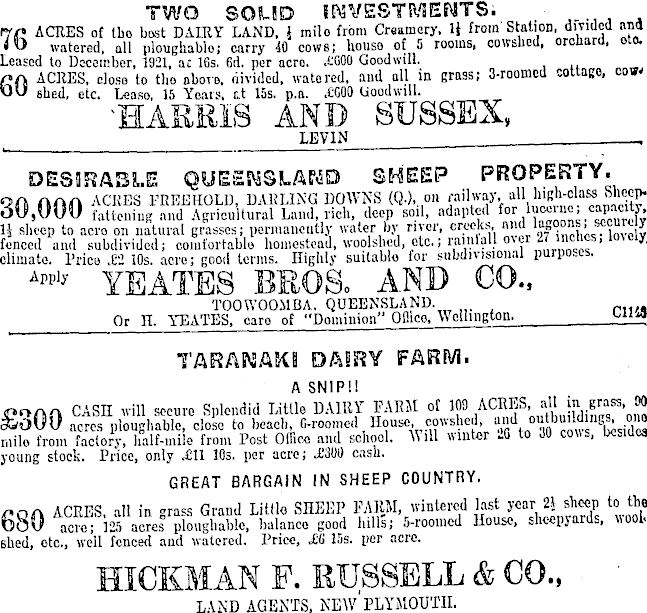 TWO SOLID INVESTMENTS.
76 ACRES of the best DAIRY LAND, ½ mile from Creamery, 1½ from Station, divided and
watered, all ploughable; carry 40 cows; house of 5 rooms, cowshed, orchard, etc.
Leased to December, 1921, at 16s. 6d. per acre. £600 Goodwill.
60 ACRES, close to the above, divided, watered, and all in grass; 3-roomed cottage, cow-
shed, etc. Lease, 15 Years, at 15s. p.a. £600 Goodwill.
HARRIS AND SUSSEX,
LEVIN
DESIRABLE QUEENSLAND SHEEP PROPERTY.
30,000 ACRES FREEHOLD, DARLING DOWNS (Q.), on railway, all high-class Sheep-
fattening and Agricultural Land, rich, deep soil, adapted for lucerne; capacity,
1½ sheep to acre on natural grasses; permanently water by river, creeks, and lagoons; securely
fenced and subdivided; comfortable homestead, woolshed, etc.; rainfall over 27 inches; lovely
climate. Price £2 10s. acre; good terms. Highly suitable for subdivisional purposes.
Apply YEATES BROS. AND CO.,
TOOWOOMBA, QUEENSLAND.
Or H. YEATES, care of "Dominion" Office, Wellington. C1148
TARANAKI DAIRY FARM.
A SNIP!!
£300 CASH will secure Splendid Little DAIRY FARM of 109 ACRES, all in grass, 90
acres ploughable, close to beach, 6-roomed House, cowshed, and outbuildings, one
mile from factory, half-mile from Post Office and school. Will winter 26 to 30 cows, besides
young stock. Price, only £11 10s. per acre; £300 cash.
GREAT BARGAIN IN SHEEP COUNTRY.
680 ACRES, all in grass Grand Little SHEEP FARM, wintered last year 2½ sheep to the
acre; 125 acres ploughable, balance good hills; 5-roomed House, sheepyards, wool-
shed, etc., well fenced and watered. Price, £6 15s. per acre.
HICKMAN F. RUSSELL & CO.,
LAND AGENTS, NEW PLYMOUTH.